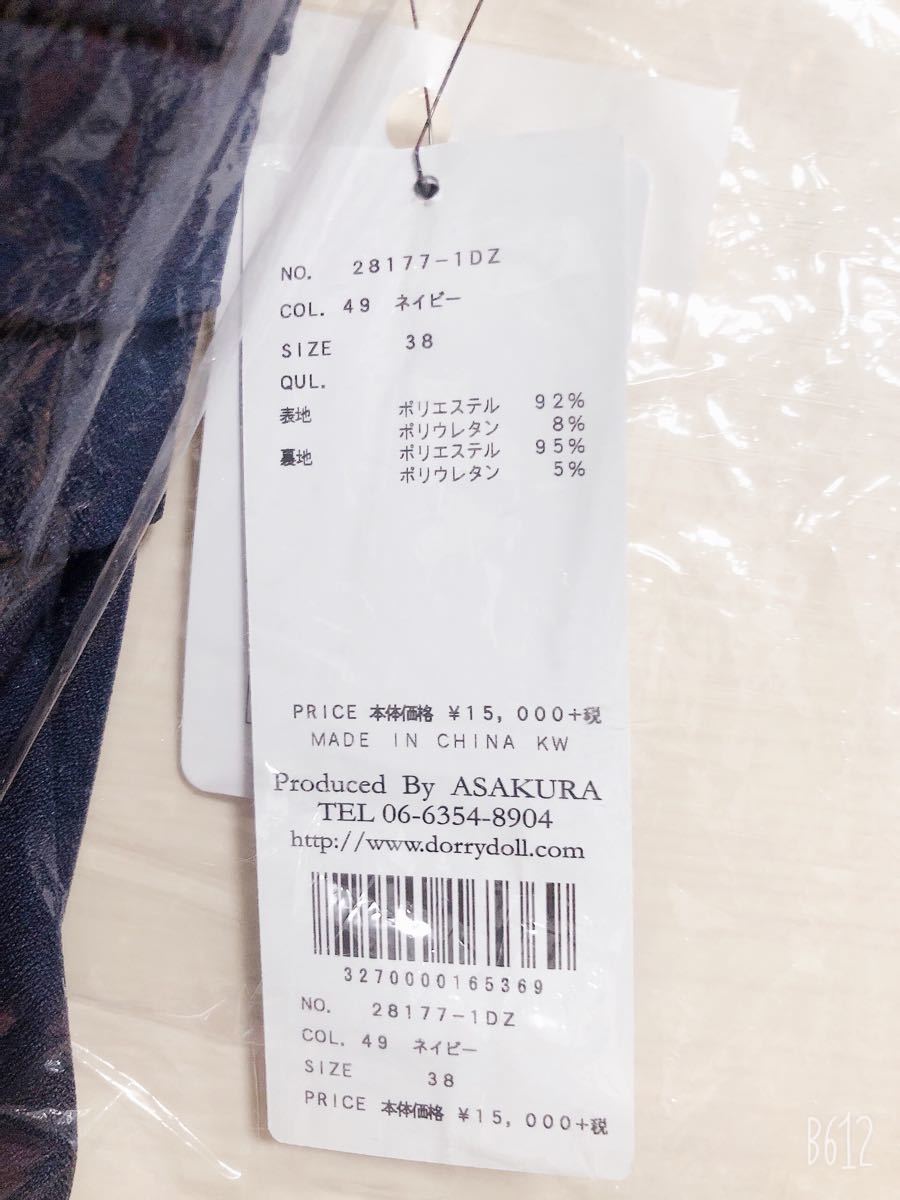 NO. 28177-1DZ
COL. 49 ネイビー
SIZE 38
QUL.
表地 ポリエステル 92%
ポリウレタン 8%
裏地 ポリエステル 95%
ポリウレタン 5%
PRICE 本体価格 ¥15,000+税
MADE IN CHINA KW
Produced By ASAKURA
TEL 06-6354-8904
http://www.dorrydoll.com
3270000165369
NO. 28177-1DZ
COL. 49 ネイビー
SIZE 38
PRICE 本体価格 ¥15,000+税
B612